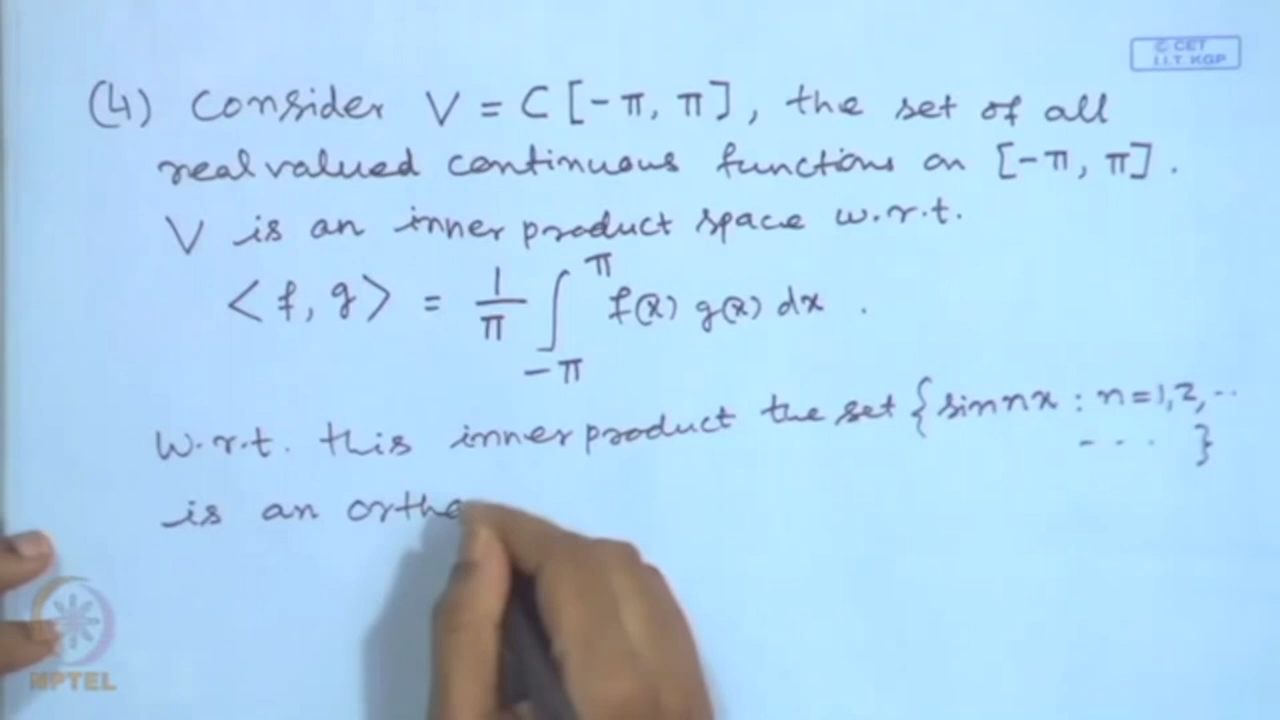 © CET
I.I.T. KGP
(4) Consider V = C [-π, π], the set of all
real valued continuous functions on [-π, π].
V is an inner product space w.r.t.
<f, g> = 1/π ∫_{-π}^{π} f(x) g(x) dx .
W.r.t. this inner product the set {sin nx : n=1,2,..
- - . . }
is an ortho
NPTEL